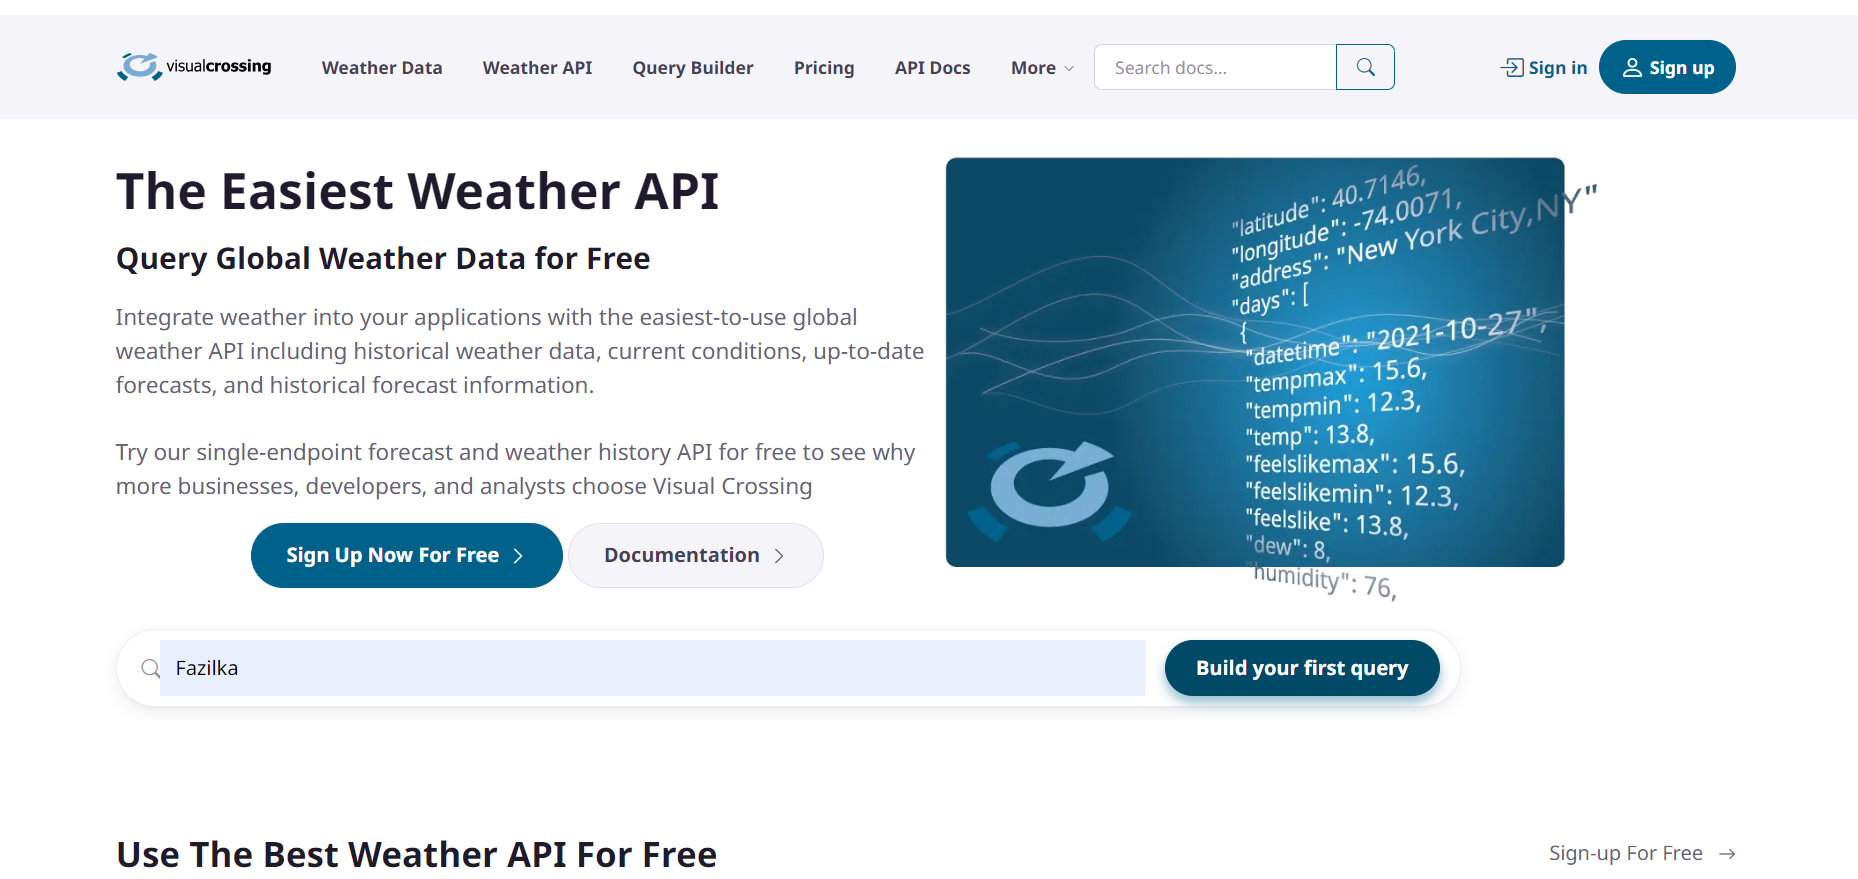 visualcrossing
Weather Data
Weather API
Query Builder
Pricing
API Docs
More
Search docs...
Sign in
Sign up
The Easiest Weather API
Query Global Weather Data for Free
Integrate weather into your applications with the easiest-to-use global
weather API including historical weather data, current conditions, up-to-date
forecasts, and historical forecast information.
Try our single-endpoint forecast and weather history API for free to see why
more businesses, developers, and analysts choose Visual Crossing
Sign Up Now For Free
Documentation
"latitude": 40.7146,
"longitude": -74.0071,
"address": "New York City,NY"
"days": [
{
"datetime": "2021-10-27",
"tempmax": 15.6,
"tempmin": 12.3,
"temp": 13.8,
"feelslikemax": 15.6,
"feelslikemin": 12.3,
"feelslike": 13.8,
"dew": 8,
"humidity": 76,
Fazilka
Build your first query
Use The Best Weather API For Free
Sign-up For Free